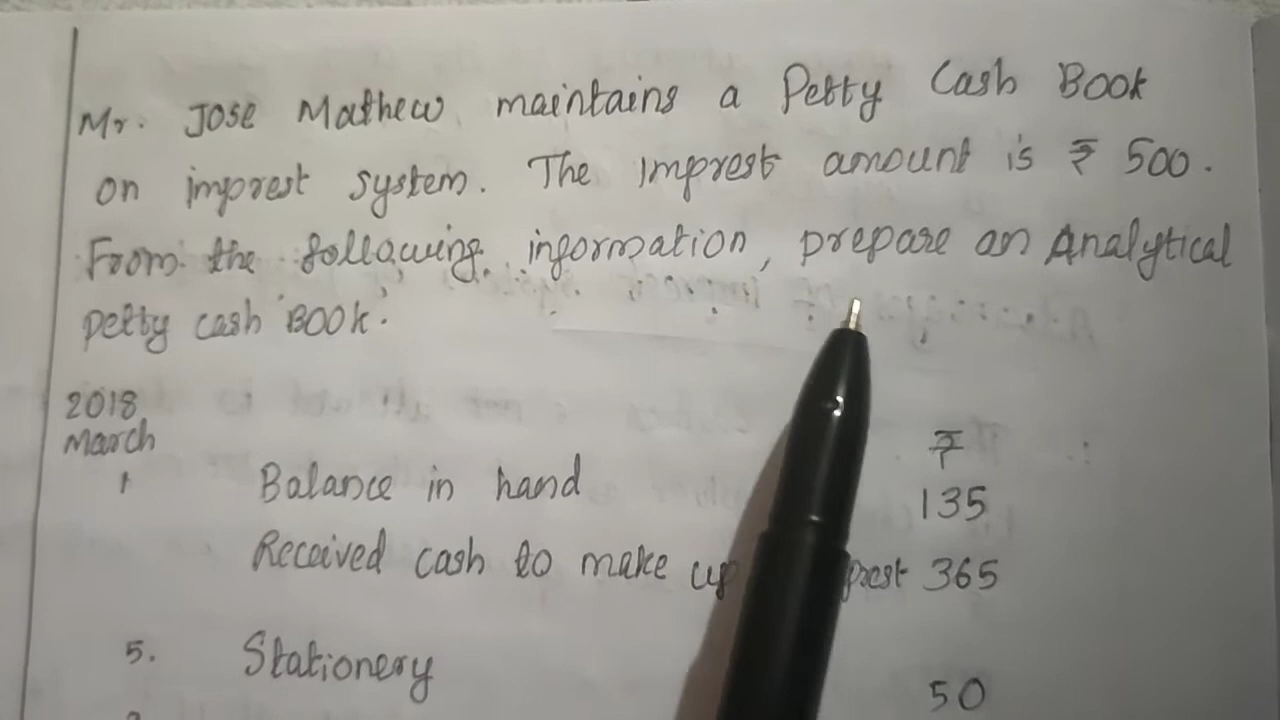 Mr. Jose Mathew maintains a Petty Cash Book
on imprest system. The imprest amount is ₹ 500.
From the following information, prepare an Analytical
petty cash Book.
2018
March ₹
1 Balance in hand 135
Received cash to make up 365
5. Stationery 50